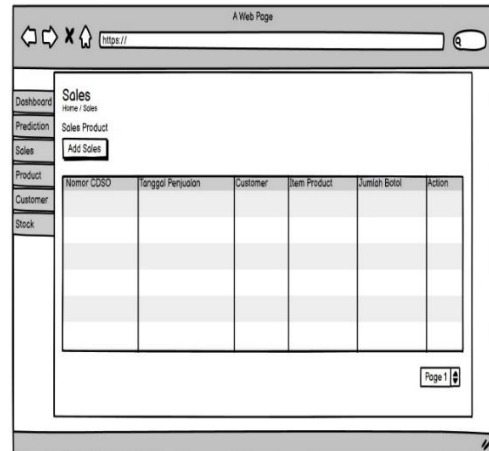 A Web Page
https://
Dashboard
Prediction
Sales
Product
Customer
Stock
Sales
Home / Sales
Sales Product
Add Sales
Nomor CDSO Tanggal Penjualan Customer Item Product Jumlah Botol Action
Page 1